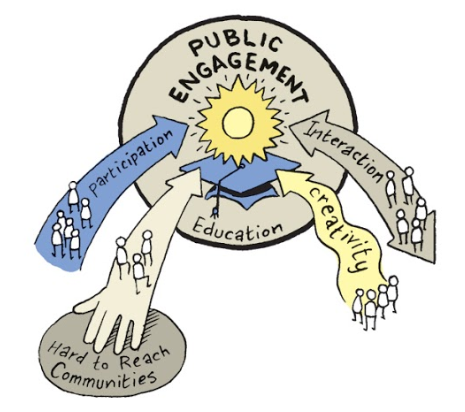 PUBLIC
ENGAGEMENT
Participation
Interaction
Education
creativity
Hard to Reach
Communities